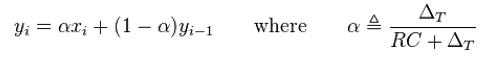 y_i = αx_i + (1 − α)y_{i−1}   where   α ≜ Δ_T / (RC + Δ_T)